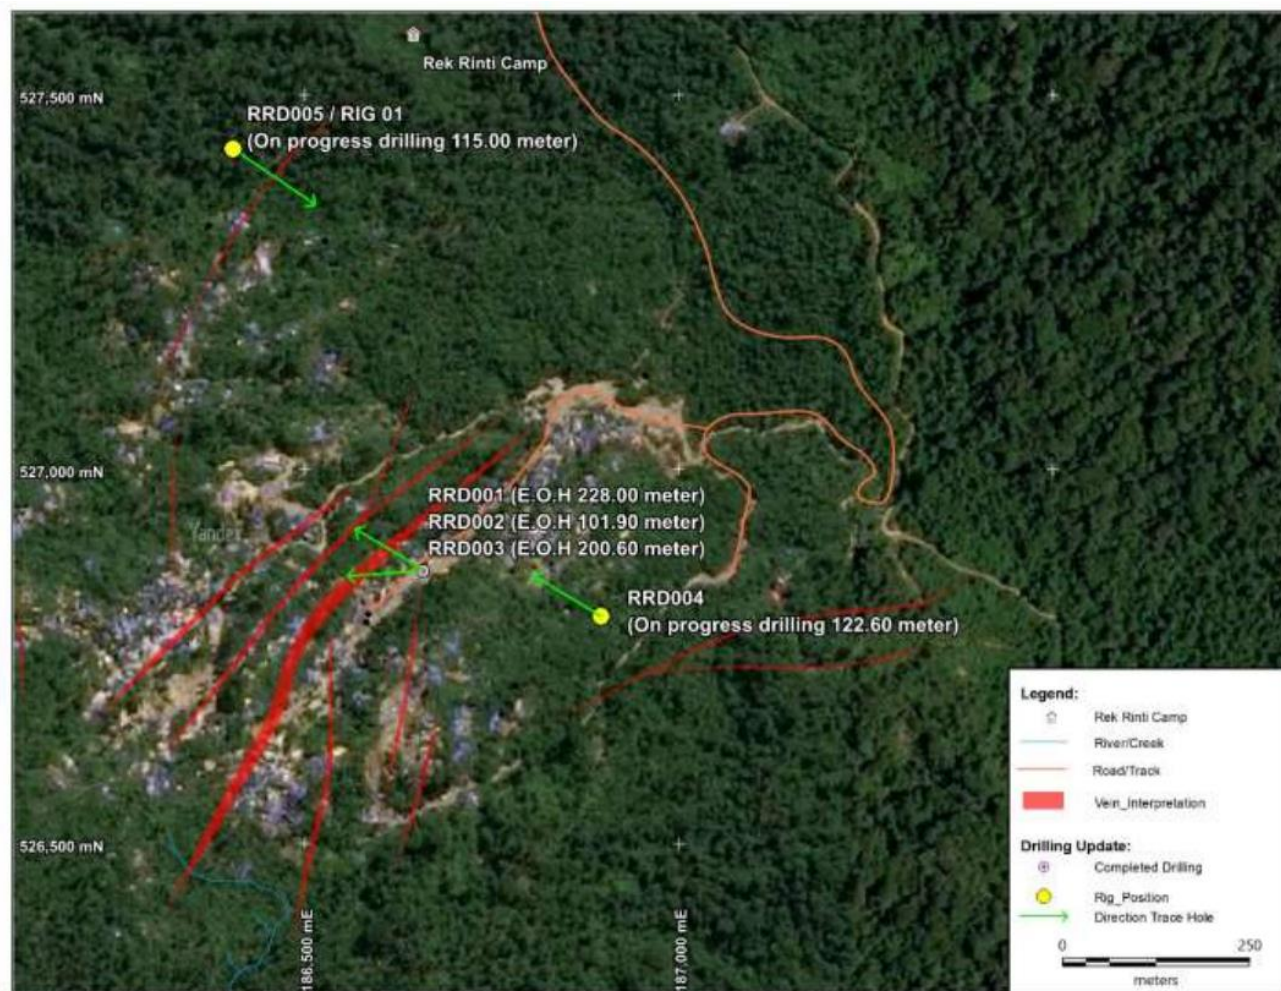 Rek Rinti Camp
527,500 mN
RRD005 / RIG 01
(On progress drilling 115.00 meter)
527,000 mN
RRD001 (E.O.H 228.00 meter)
RRD002 (E.O.H 101.90 meter)
RRD003 (E.O.H 200.60 meter)
Yandex
RRD004
(On progress drilling 122.60 meter)
526,500 mN
186,500 mE
187,000 mE
Legend:
Rek Rinti Camp
River/Creek
Road/Track
Vein_Interpretation
Drilling Update:
Completed Drilling
Rig_Position
Direction Trace Hole
0 250
meters